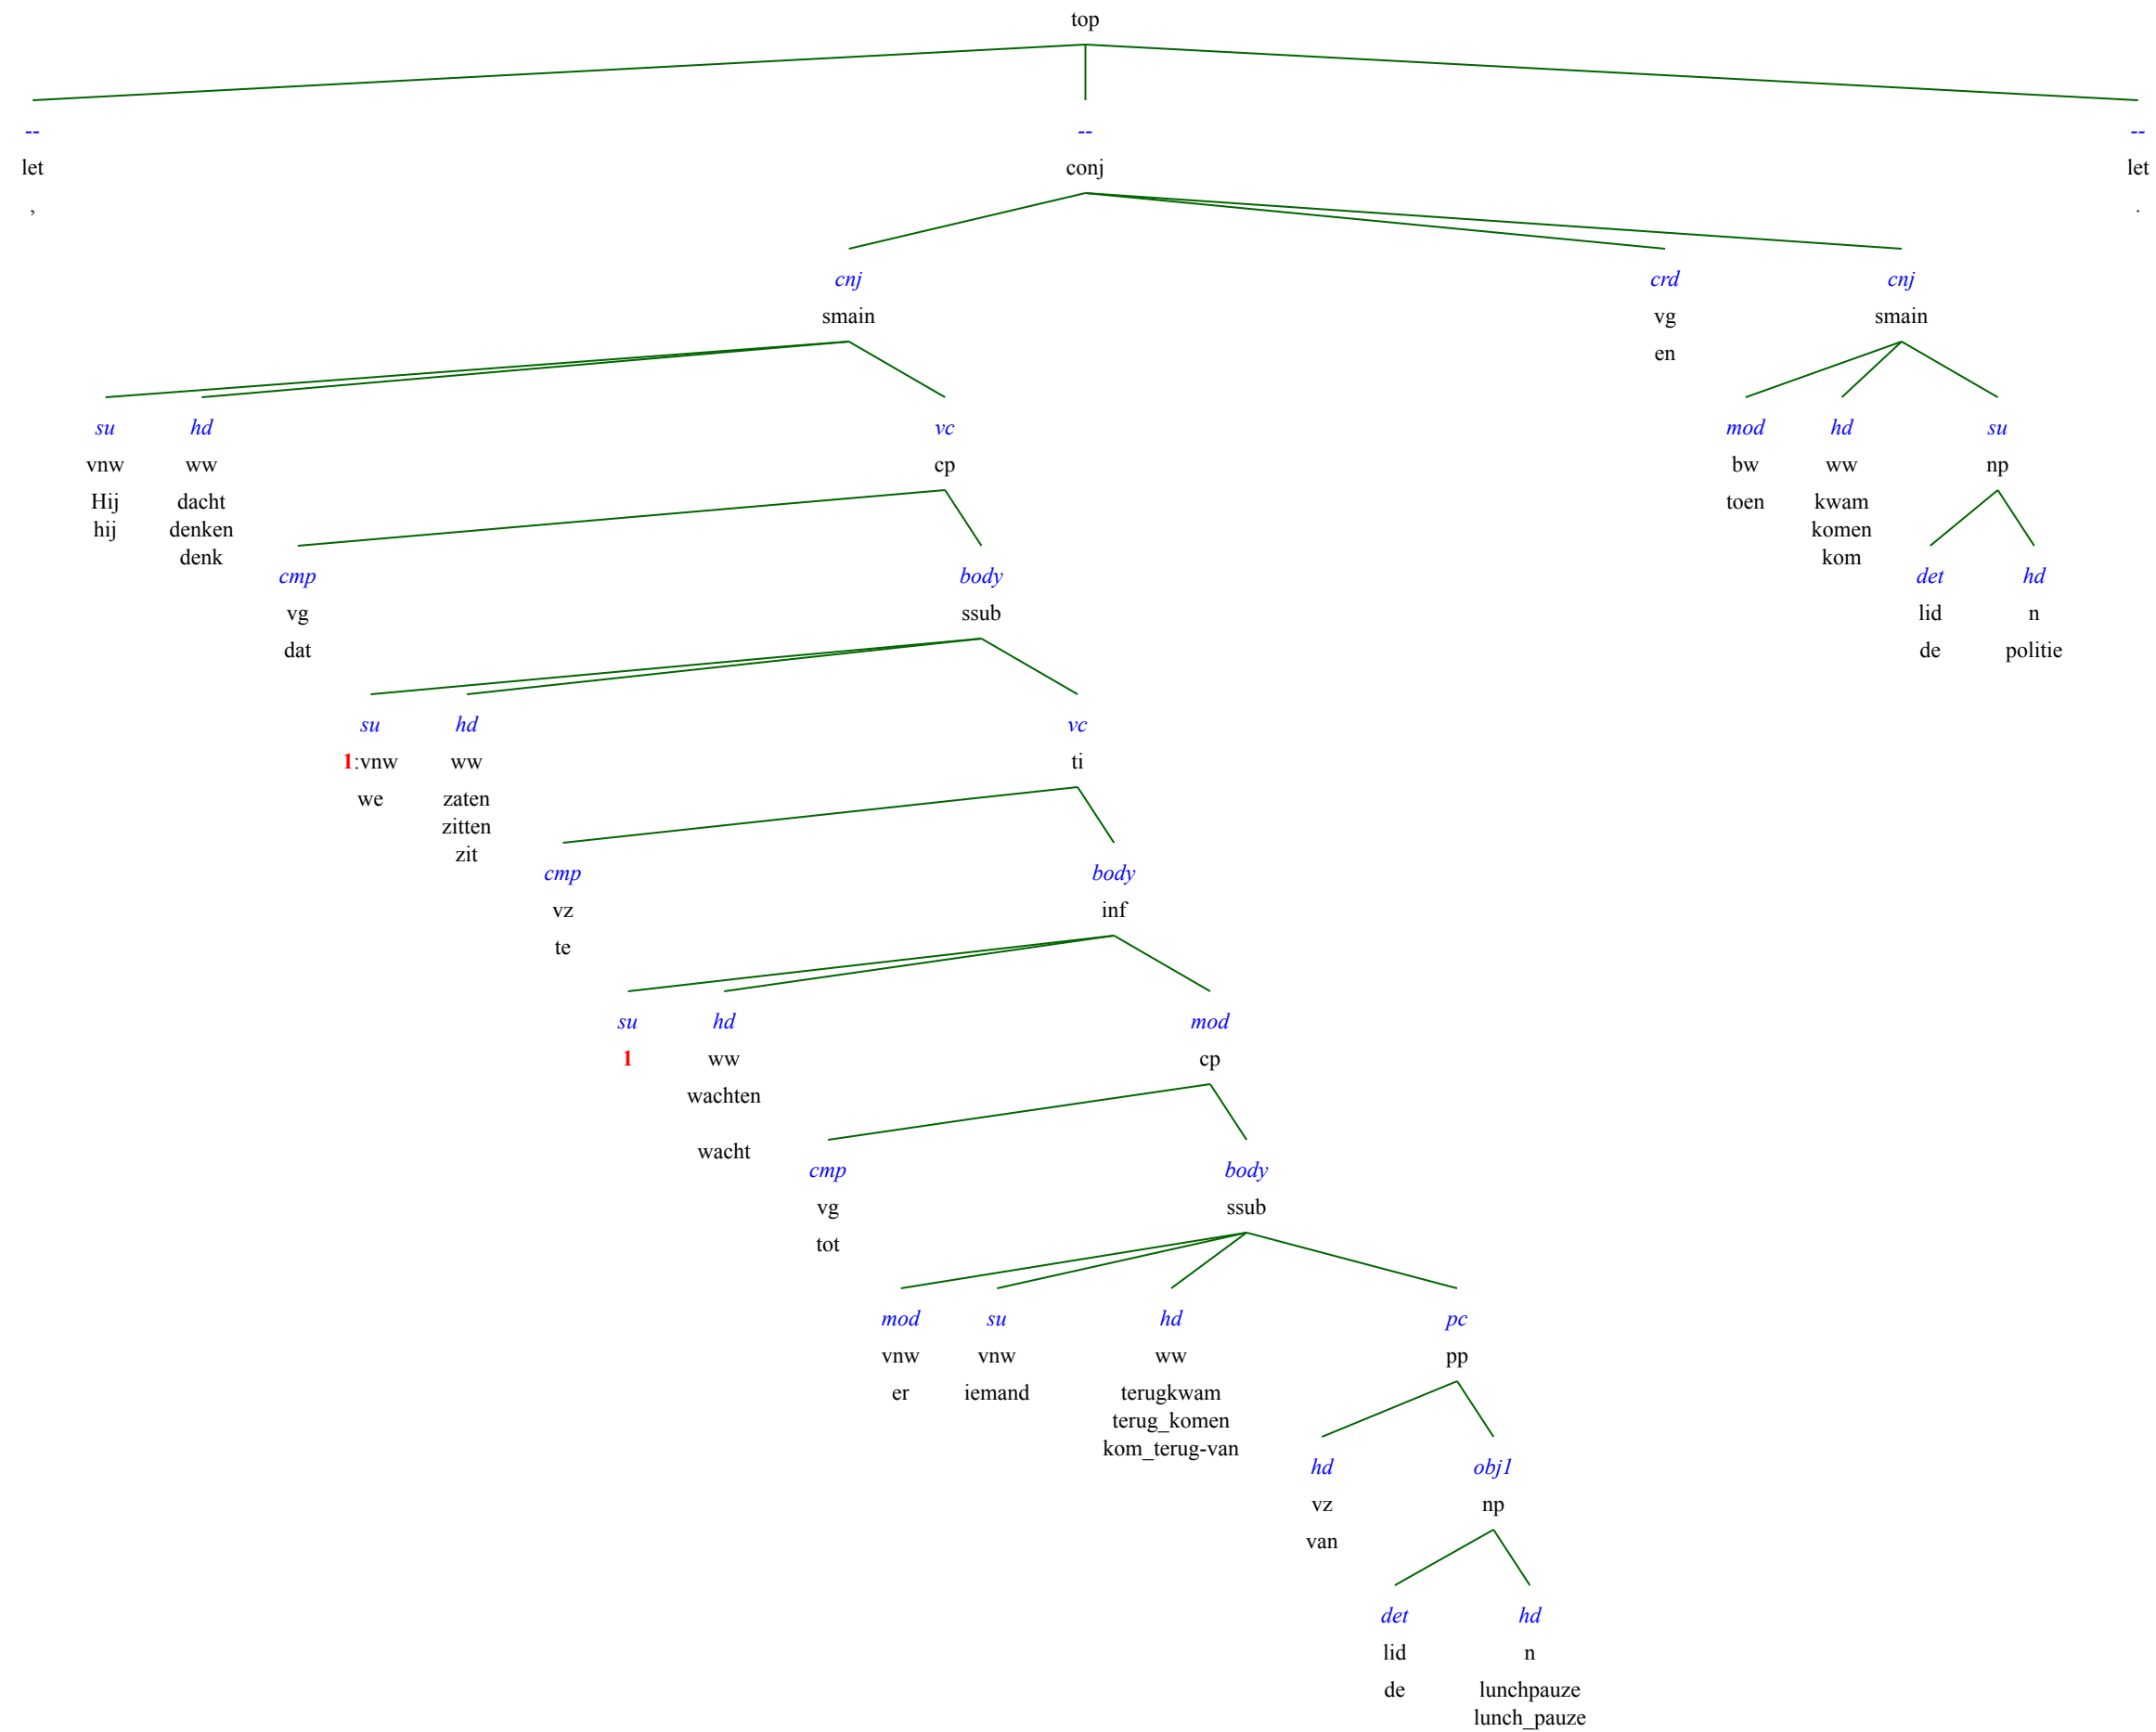 top
-- -- --
let conj let
, .
cnj crd cnj
smain vg smain
en
su hd vc mod hd su
vnw ww cp bw ww np
Hij dacht toen kwam
hij denken komen
denk kom
cmp body det hd
vg ssub lid n
dat de politie
su hd vc
1:vnw ww ti
we zaten
zitten
zit
cmp body
vz inf
te
su hd mod
1 ww cp
wachten
wacht
cmp body
vg ssub
tot
mod su hd pc
vnw vnw ww pp
er iemand terugkwam
terug_komen
kom_terug-van
hd obj1
vz np
van
det hd
lid n
de lunchpauze
lunch_pauze